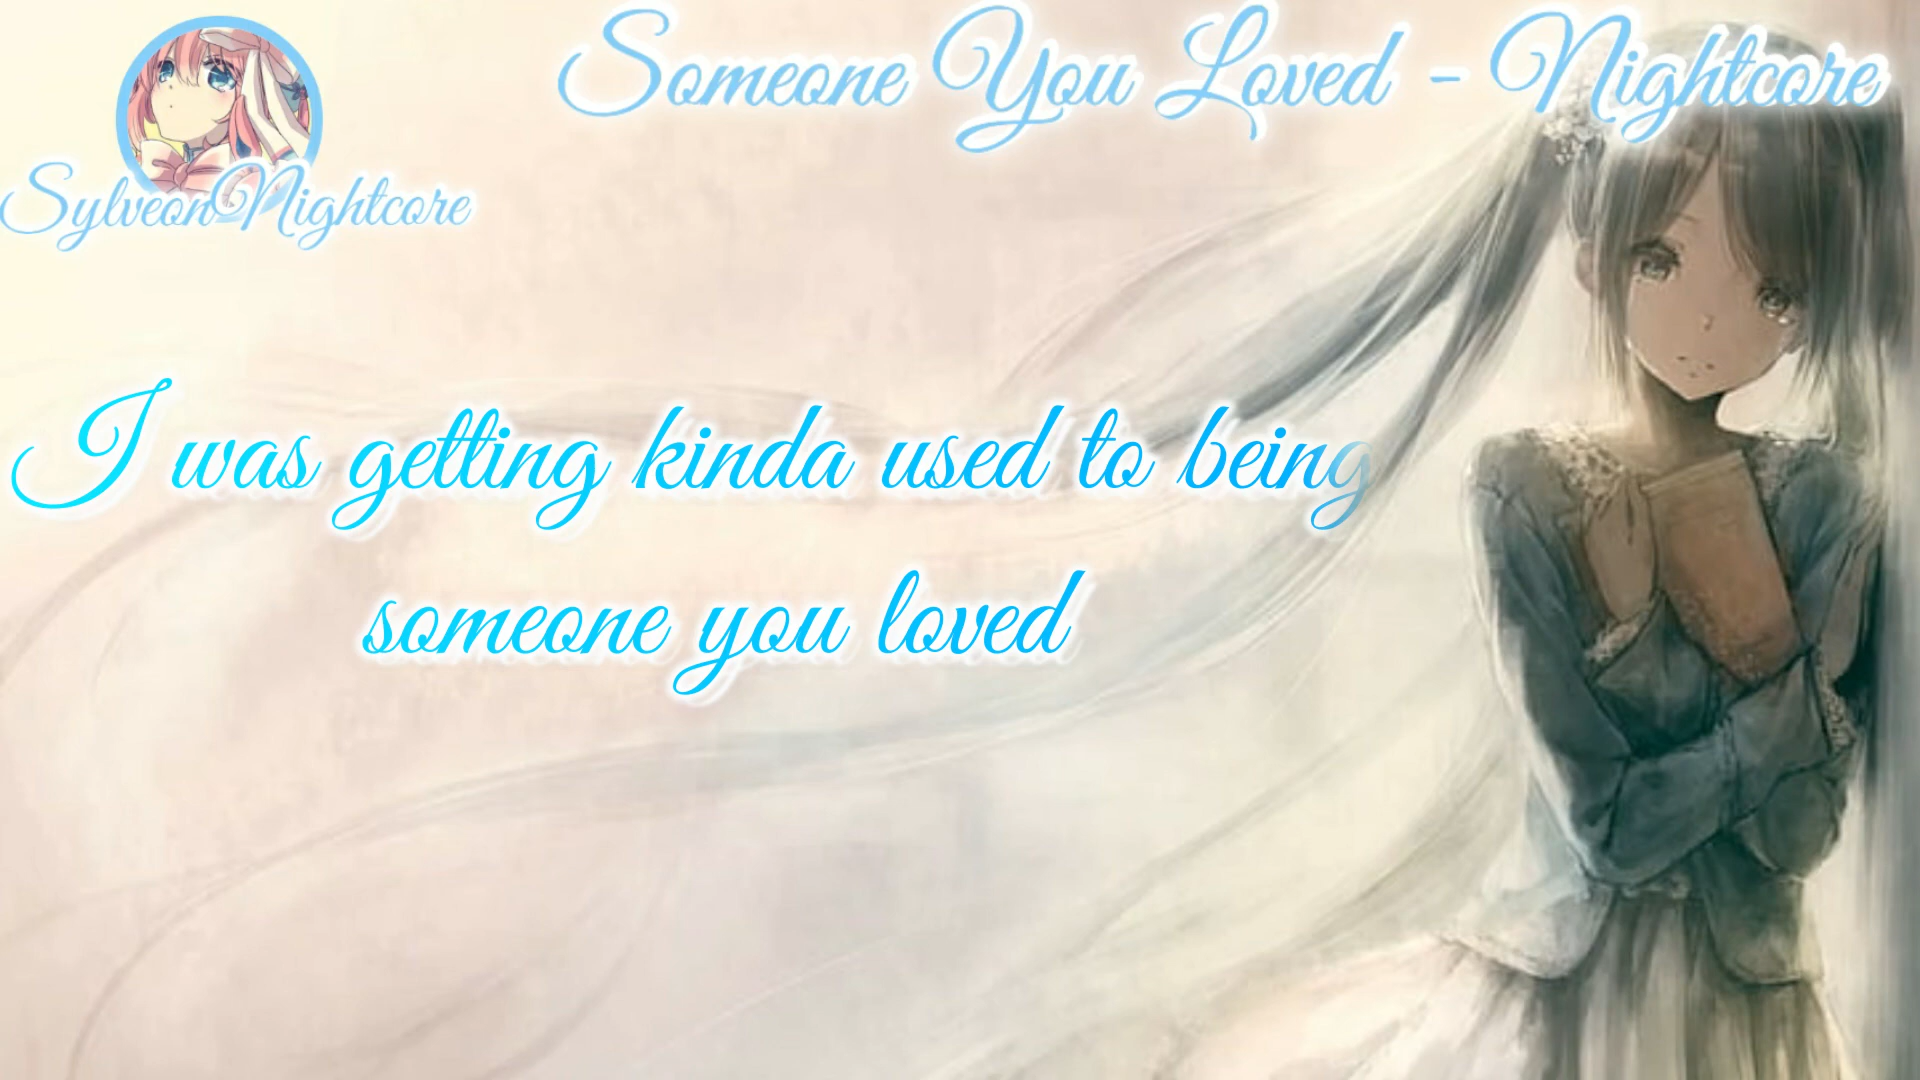 Someone You Loved - Nightcore
SylveonNightcore
I was getting kinda used to being
someone you loved